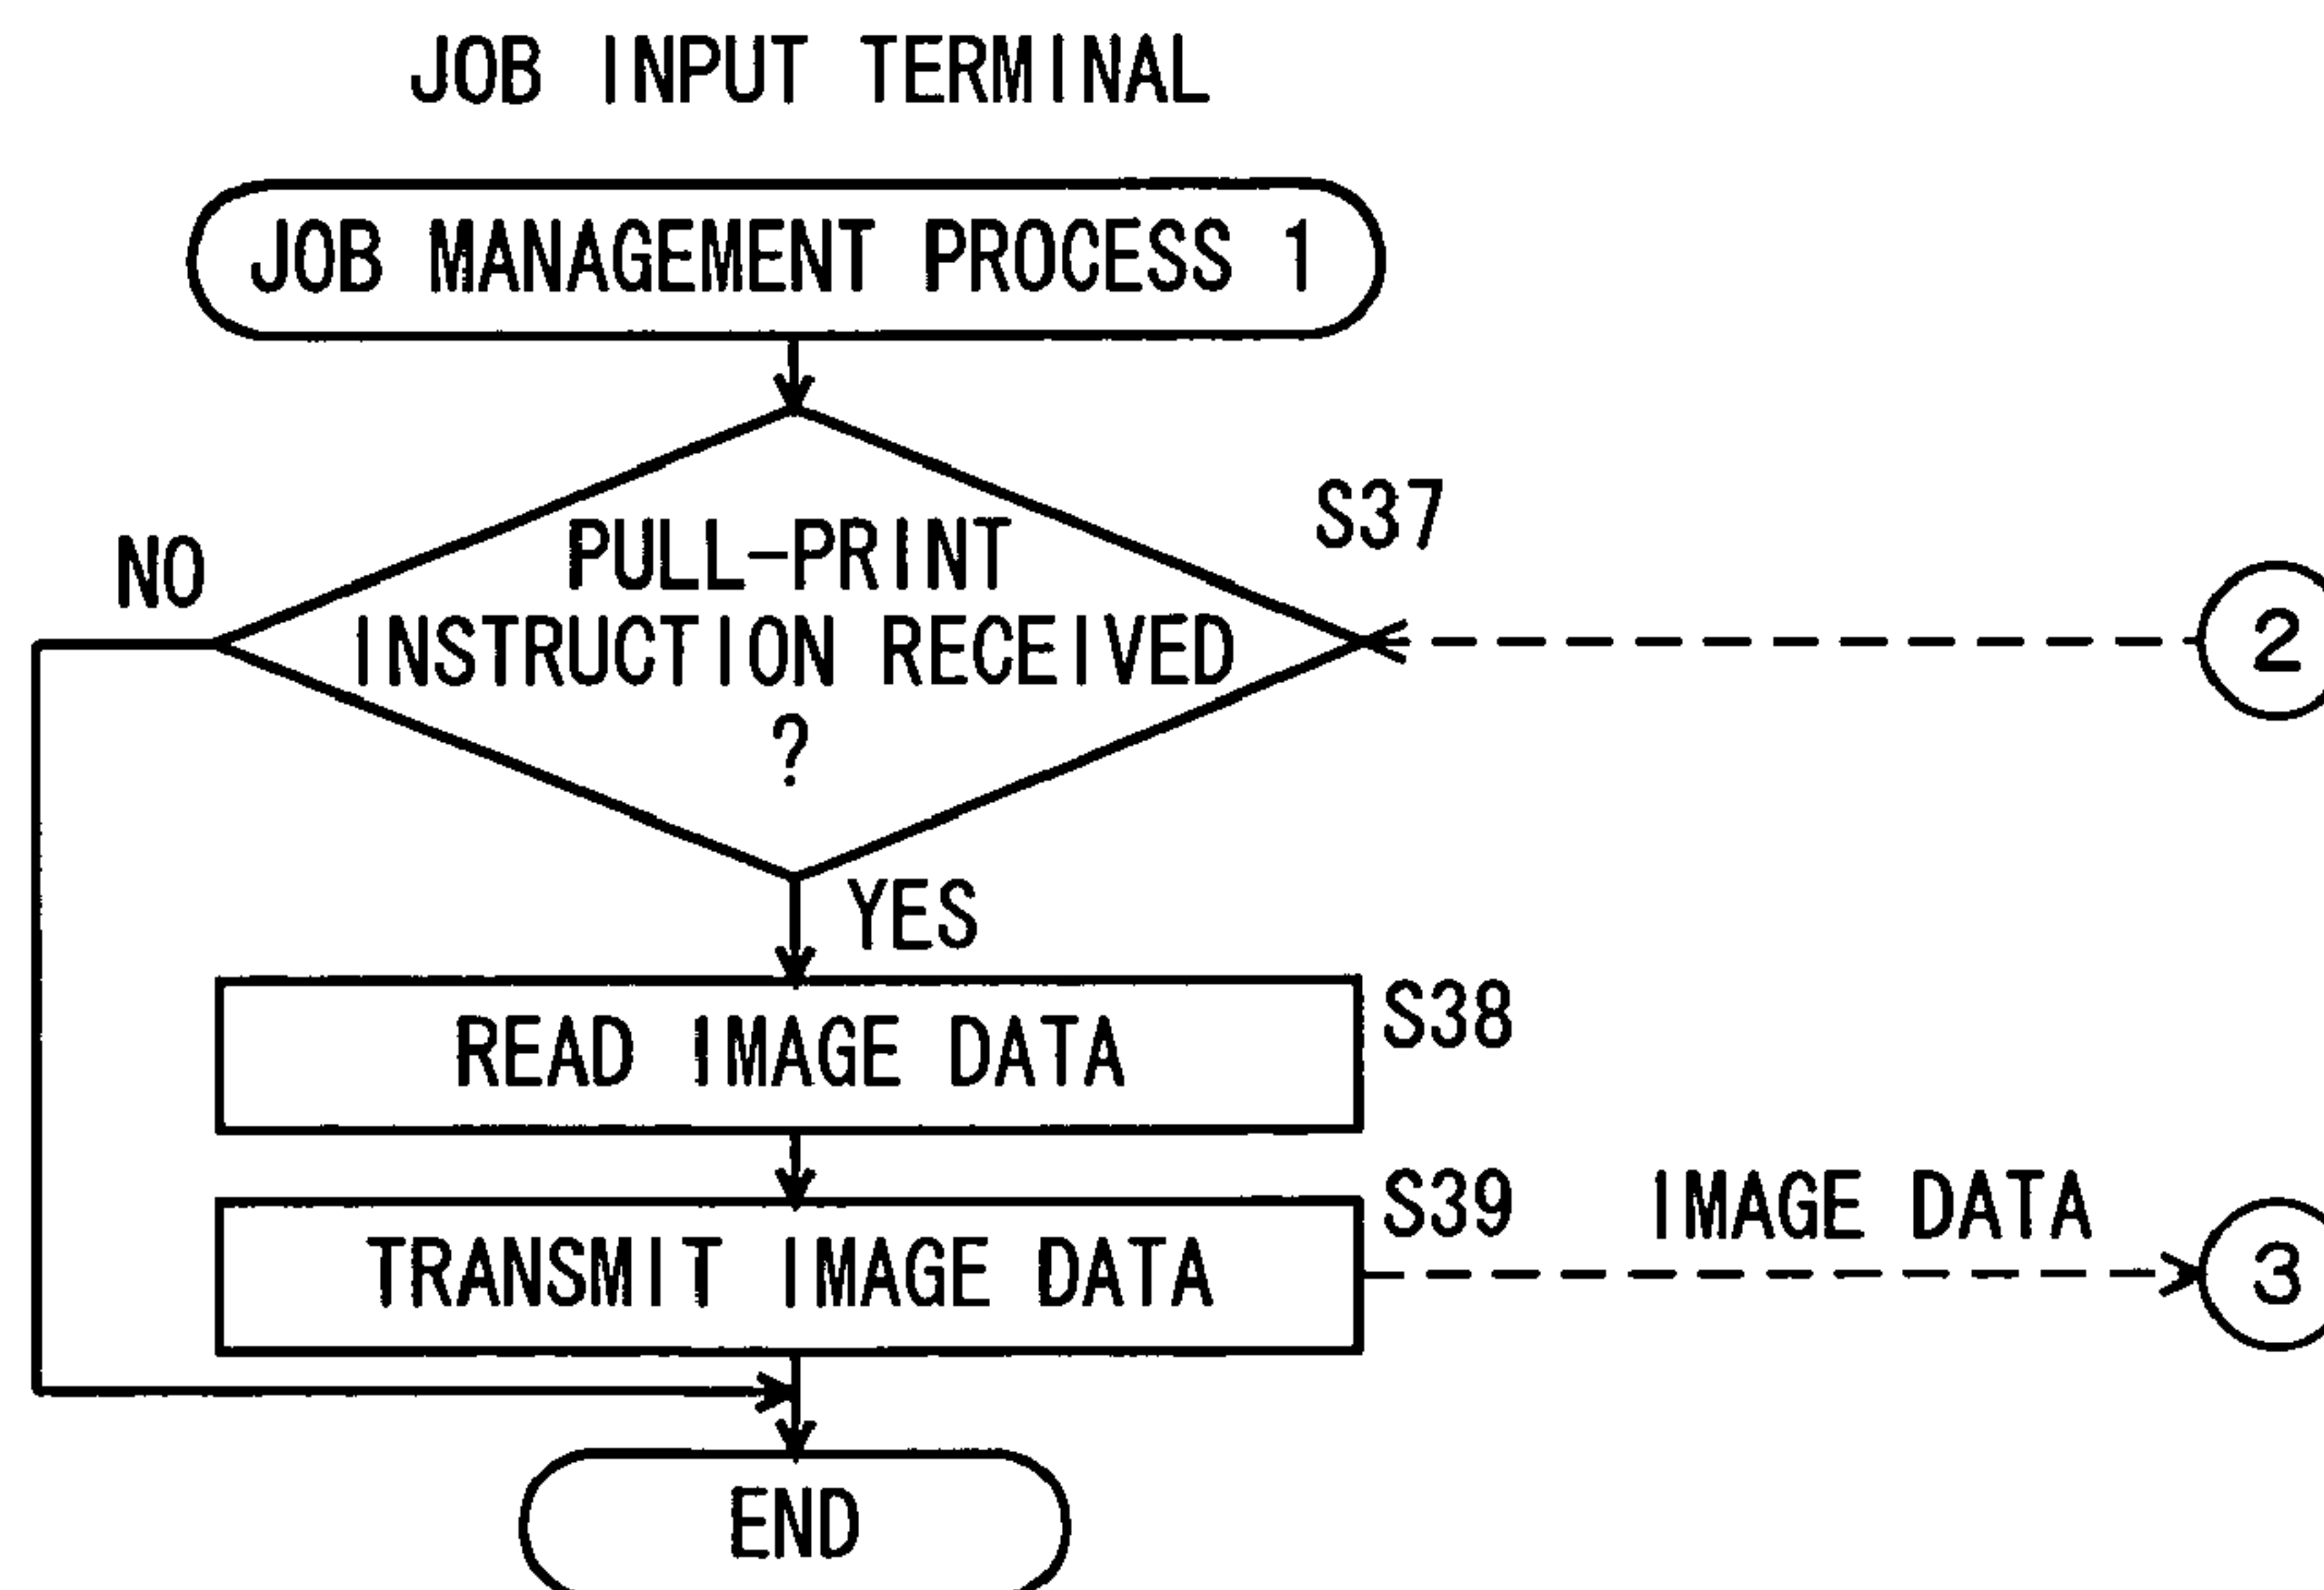 JOB INPUT TERMINAL
JOB MANAGEMENT PROCESS 1
S37
NO
PULL-PRINT
INSTRUCTION RECEIVED
?
2
YES
READ IMAGE DATA
S38
TRANSMIT IMAGE DATA
S39
IMAGE DATA
3
END